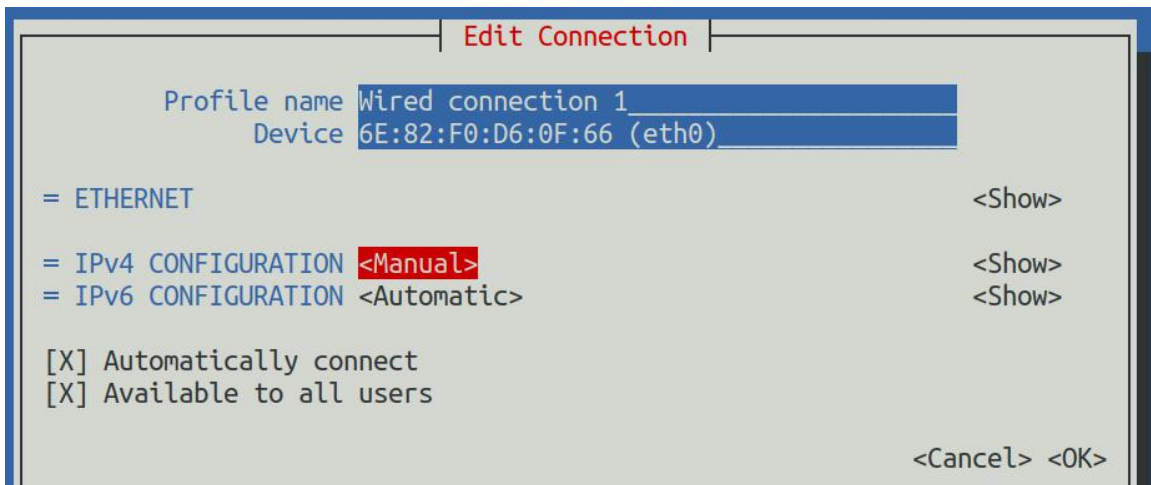 Edit Connection
Profile name Wired connection 1
Device 6E:82:F0:D6:0F:66 (eth0)
= ETHERNET <Show>
= IPv4 CONFIGURATION <Manual> <Show>
= IPv6 CONFIGURATION <Automatic> <Show>
[X] Automatically connect
[X] Available to all users
<Cancel> <OK>